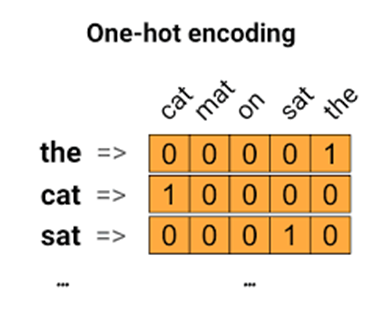 One-hot encoding
cat mat on sat the
the => 0 0 0 0 1
cat => 1 0 0 0 0
sat => 0 0 0 1 0
... ...